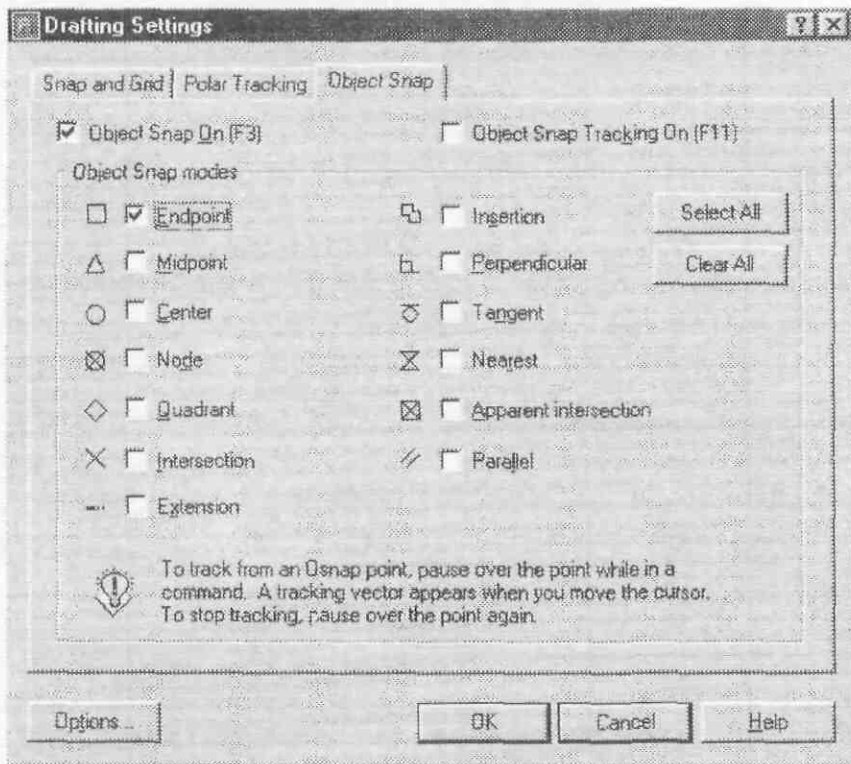 Drafting Settings
Snap and Grid Polar Tracking Object Snap
Object Snap On (F3) Object Snap Tracking On (F11)
Object Snap modes
Endpoint Insertion Select All
Midpoint Perpendicular Clear All
Center Tangent
Node Nearest
Quadrant Apparent intersection
Intersection Parallel
Extension
To track from an Osnap point, pause over the point while in a
command. A tracking vector appears when you move the cursor.
To stop tracking, pause over the point again.
Options... OK Cancel Help